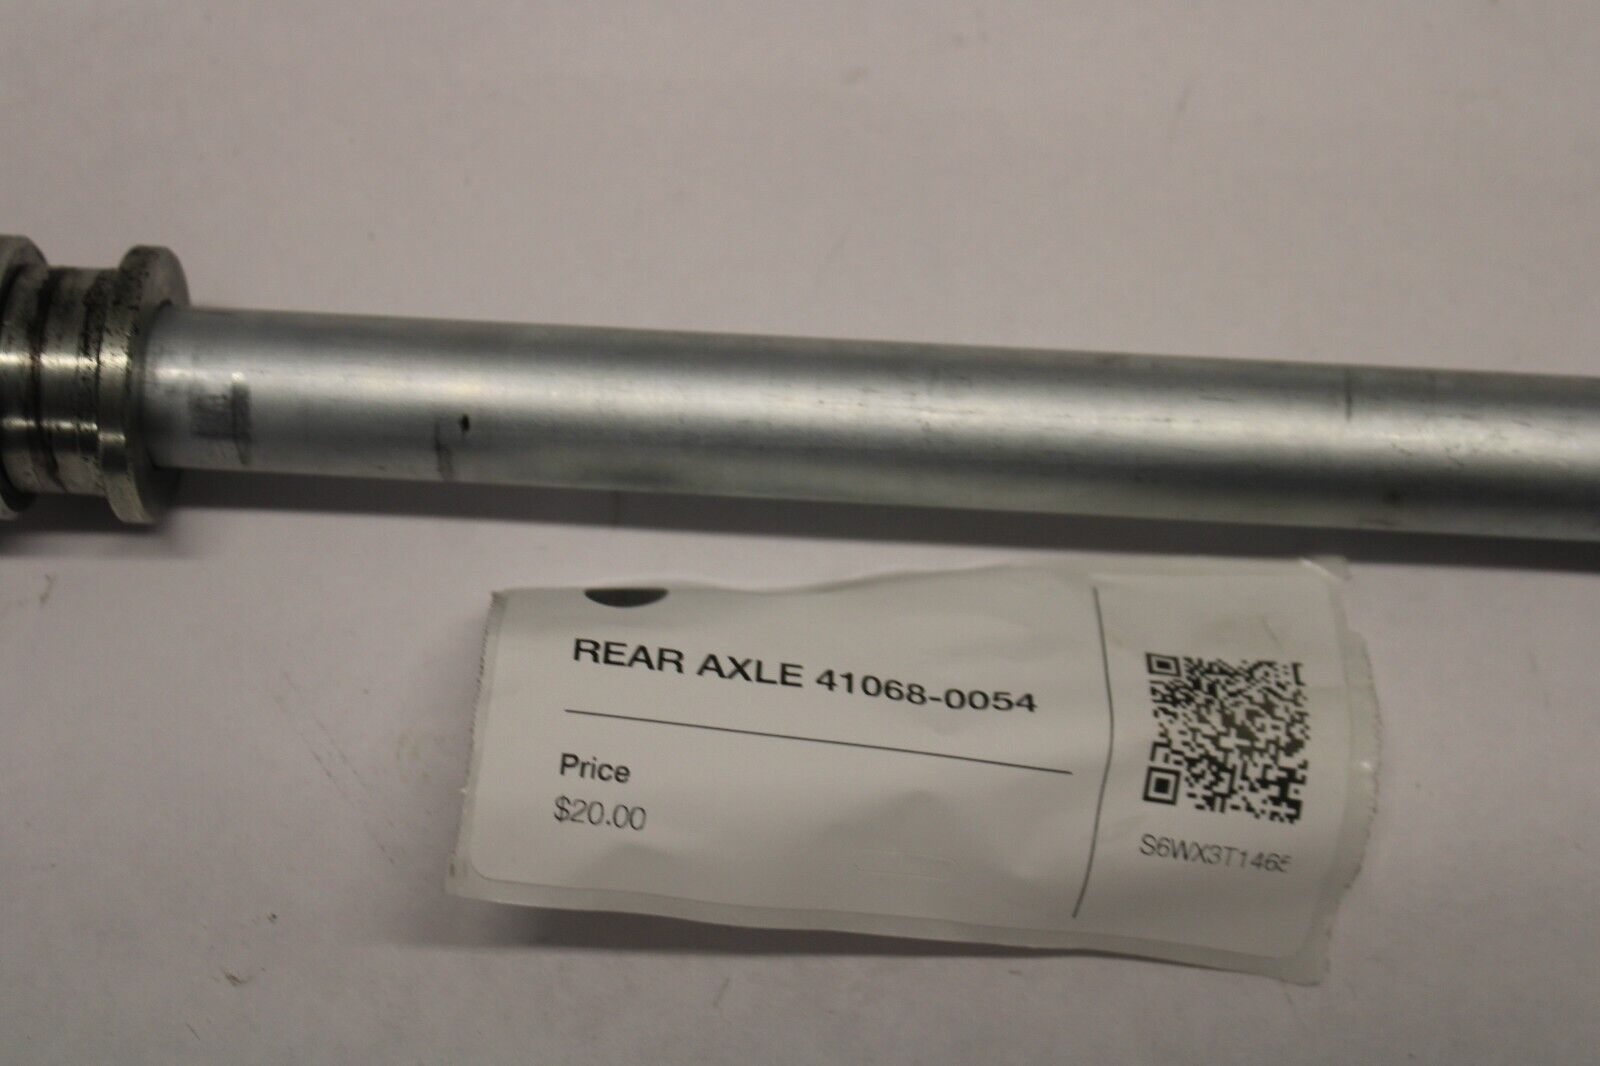 REAR AXLE 41068-0054
Price
$20.00
S6WX3T1465